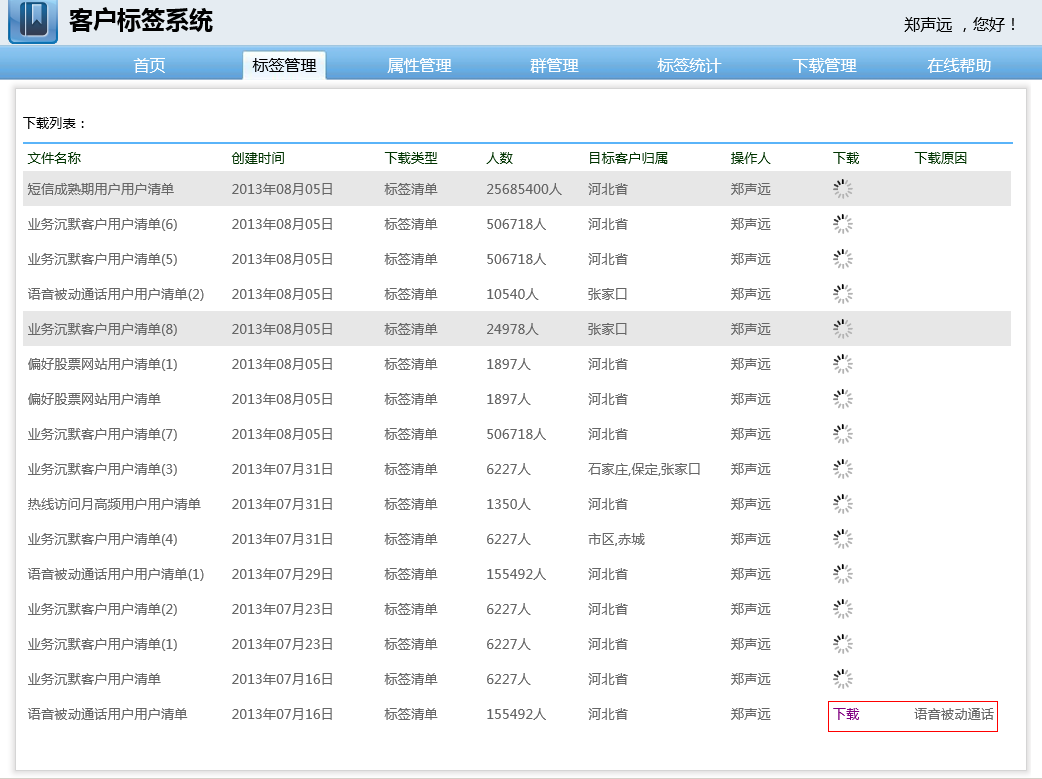 客户标签系统
郑声远 ，您好！
首页 标签管理 属性管理 群管理 标签统计 下载管理 在线帮助
下载列表：
文件名称 创建时间 下载类型 人数 目标客户归属 操作人 下载 下载原因
短信成熟期用户用户清单 2013年08月05日 标签清单 25685400人 河北省 郑声远
业务沉默客户用户清单(6) 2013年08月05日 标签清单 506718人 河北省 郑声远
业务沉默客户用户清单(5) 2013年08月05日 标签清单 506718人 河北省 郑声远
语音被动通话用户用户清单(2) 2013年08月05日 标签清单 10540人 张家口 郑声远
业务沉默客户用户清单(8) 2013年08月05日 标签清单 24978人 张家口 郑声远
偏好股票网站用户清单(1) 2013年08月05日 标签清单 1897人 河北省 郑声远
偏好股票网站用户清单 2013年08月05日 标签清单 1897人 河北省 郑声远
业务沉默客户用户清单(7) 2013年08月05日 标签清单 506718人 河北省 郑声远
业务沉默客户用户清单(3) 2013年07月31日 标签清单 6227人 石家庄,保定,张家口 郑声远
热线访问月高频用户用户清单 2013年07月31日 标签清单 1350人 河北省 郑声远
业务沉默客户用户清单(4) 2013年07月31日 标签清单 6227人 市区,赤城 郑声远
语音被动通话用户用户清单(1) 2013年07月29日 标签清单 155492人 河北省 郑声远
业务沉默客户用户清单(2) 2013年07月23日 标签清单 6227人 河北省 郑声远
业务沉默客户用户清单(1) 2013年07月23日 标签清单 6227人 河北省 郑声远
业务沉默客户用户清单 2013年07月16日 标签清单 6227人 河北省 郑声远
语音被动通话用户用户清单 2013年07月16日 标签清单 155492人 河北省 郑声远 下载 语音被动通话